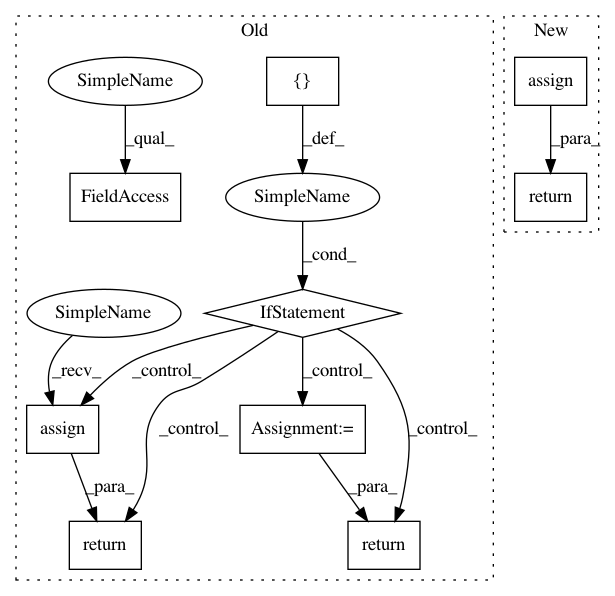 Old
New
SimpleName
{}
assign
_qual_
_def_
_para_
FieldAccess
SimpleName
return
_cond_
SimpleName
IfStatement
_recv_
_control_
_control_
assign
_control_
Assignment:=
_control_
_para_
_para_
return
return